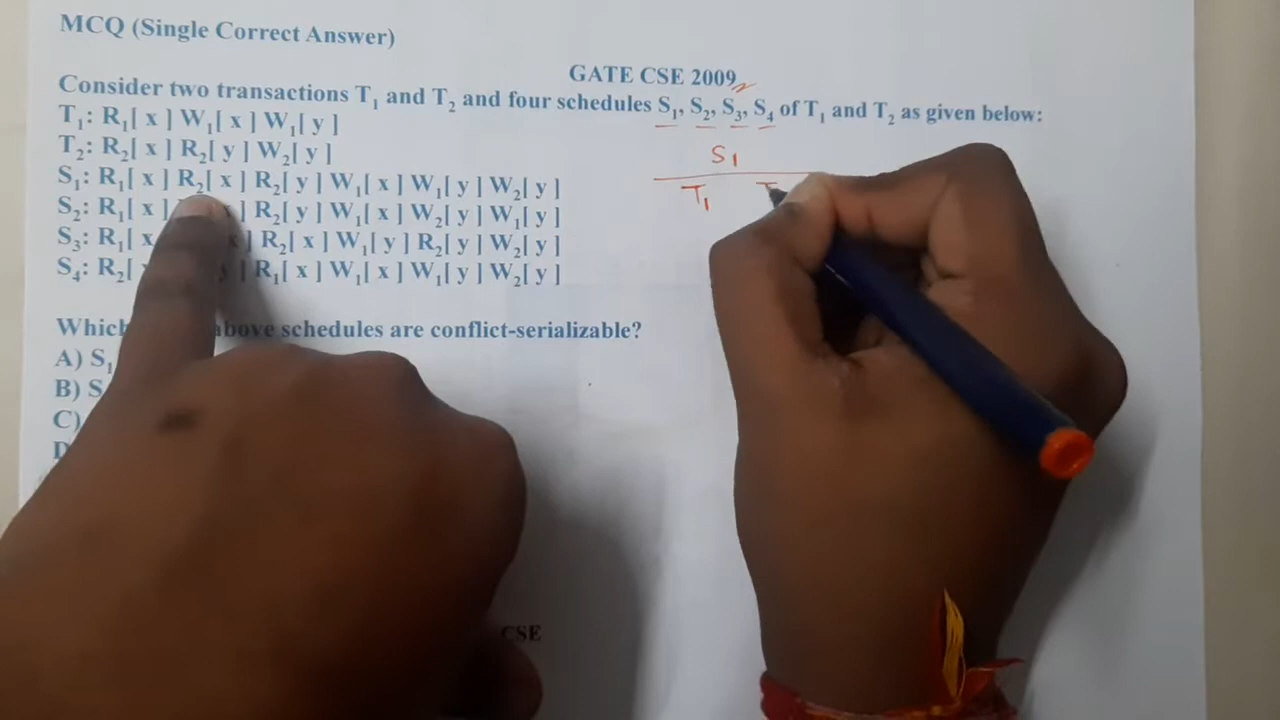 MCQ (Single Correct Answer)
GATE CSE 2009
Consider two transactions T₁ and T₂ and four schedules S₁, S₂, S₃, S₄ of T₁ and T₂ as given below:
T₁: R₁[ x ] W₁[ x ] W₁[ y ]
T₂: R₂[ x ] R₂[ y ] W₂[ y ]
S₁
S₁: R₁[ x ] R₂[ x ] R₂[ y ] W₁[ x ] W₁[ y ] W₂[ y ]
T₁
S₂: R₁[ x ] x ] R₂[ y ] W₁[ x ] W₂[ y ] W₁[ y ]
S₃: R₁[ x x ] R₂[ x ] W₁[ y ] R₂[ y ] W₂[ y ]
S₄: R₂[ y ] R₁[ x ] W₁[ x ] W₁[ y ] W₂[ y ]
above schedules are conflict-serializable?
A) S₁
B) S
C)
CSE